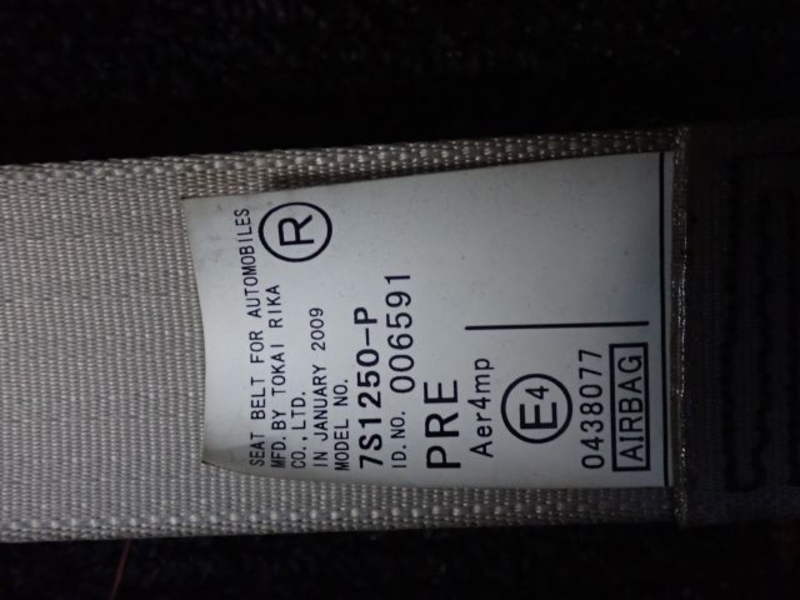 SEAT BELT FOR AUTOMOBILES
MFD. BY TOKAI RIKA
CO., LTD.
R
IN JANUARY 2009
MODEL NO.
7S1250-P
ID. NO. 006591
PRE
Aer4mp
E4
0438077
AIRBAG